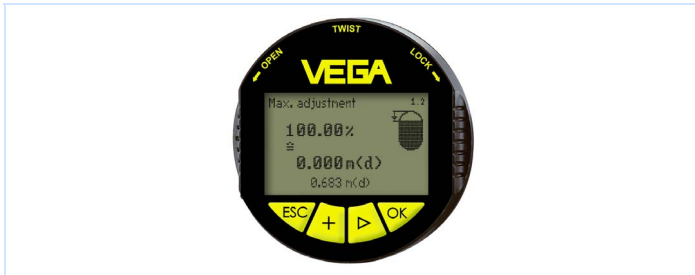 TWIST
← OPEN
LOCK →
VEGA
Max. adjustment 1.2
100.00%
≙
0.000m(d)
0.683 m(d)
ESC + ▷ OK